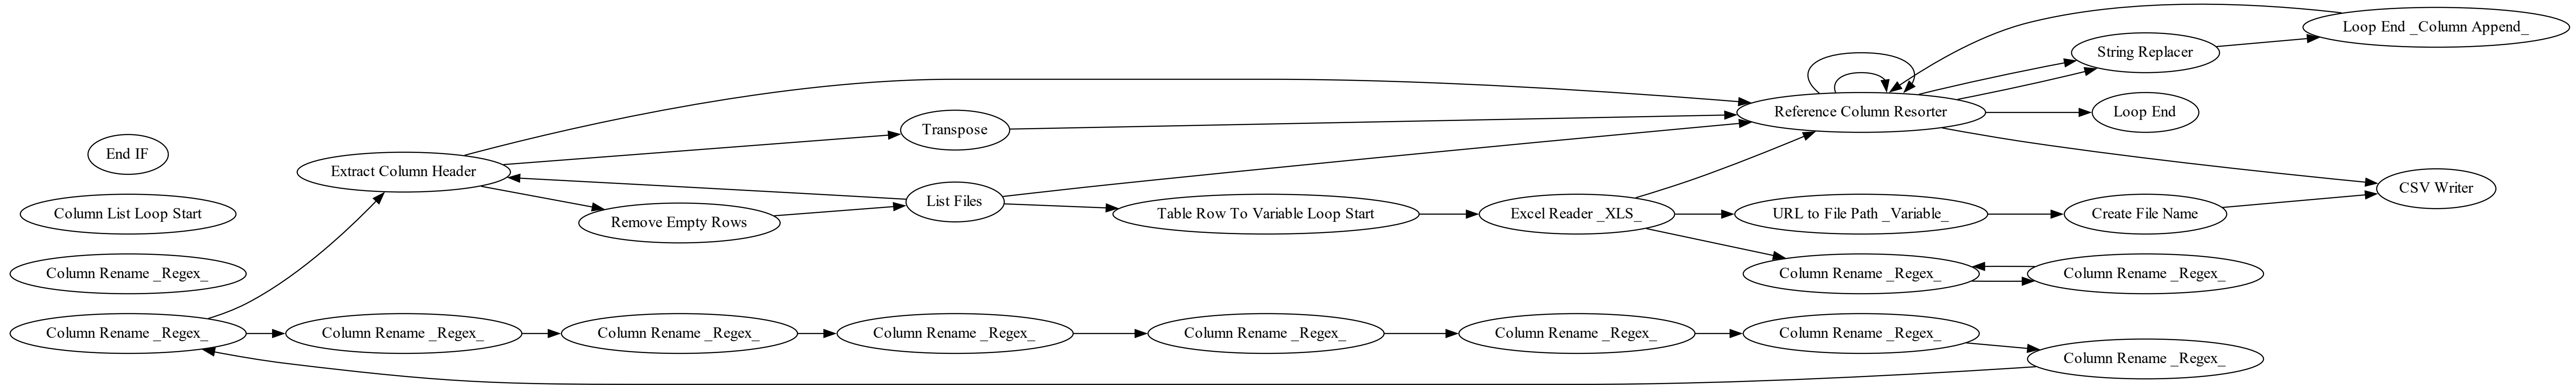 Loop End _Column Append_
String Replacer
Reference Column Resorter
Loop End
Transpose
End IF
Extract Column Header
CSV Writer
List Files
Column List Loop Start
Remove Empty Rows
Table Row To Variable Loop Start
Excel Reader _XLS_
URL to File Path _Variable_
Create File Name
Column Rename _Regex_
Column Rename _Regex_
Column Rename _Regex_
Column Rename _Regex_
Column Rename _Regex_
Column Rename _Regex_
Column Rename _Regex_
Column Rename _Regex_
Column Rename _Regex_
Column Rename _Regex_
Column Rename _Regex_